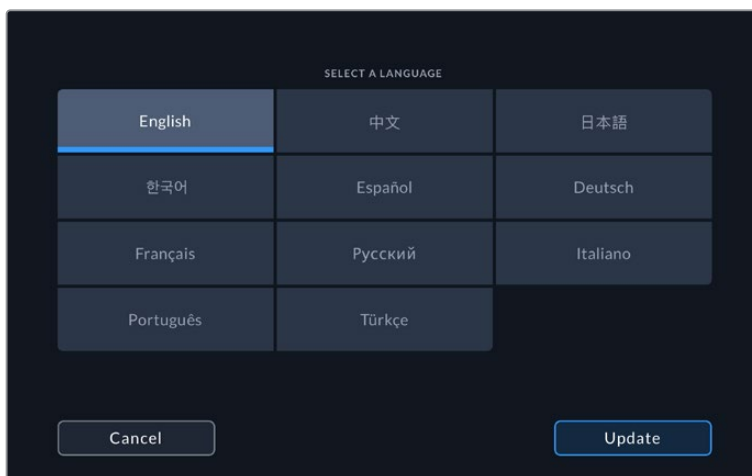 SELECT A LANGUAGE
English 中文 日本語
한국어 Español Deutsch
Français Русский Italiano
Português Türkçe
Cancel Update